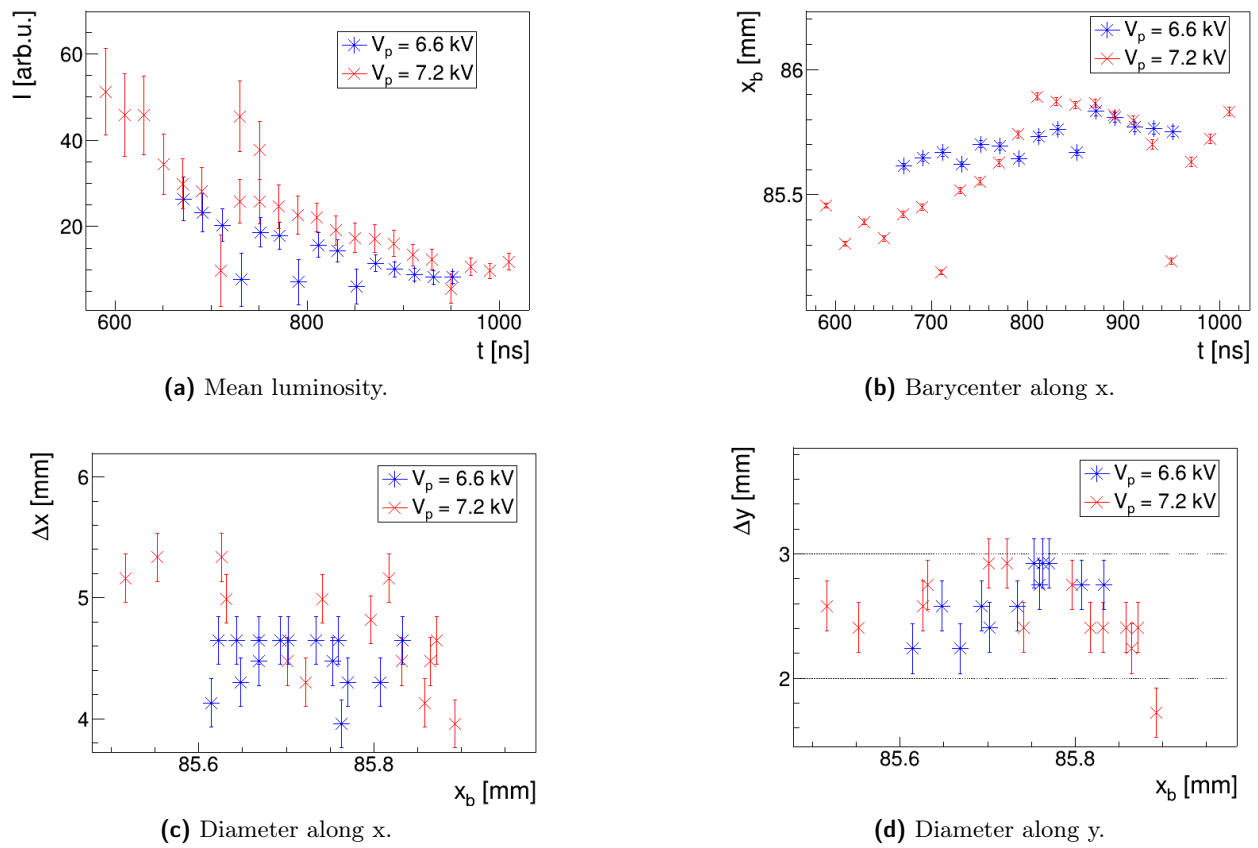 I [arb.u.]
60
40
20
600
800
1000
t [ns]
V_p = 6.6 kV
V_p = 7.2 kV
(a) Mean luminosity.
x_b [mm]
86
85.5
600
700
800
900
1000
t [ns]
V_p = 6.6 kV
V_p = 7.2 kV
(b) Barycenter along x.
Δx [mm]
6
5
4
85.6
85.8
x_b [mm]
V_p = 6.6 kV
V_p = 7.2 kV
(c) Diameter along x.
Δy [mm]
3
2
85.6
85.8
x_b [mm]
V_p = 6.6 kV
V_p = 7.2 kV
(d) Diameter along y.